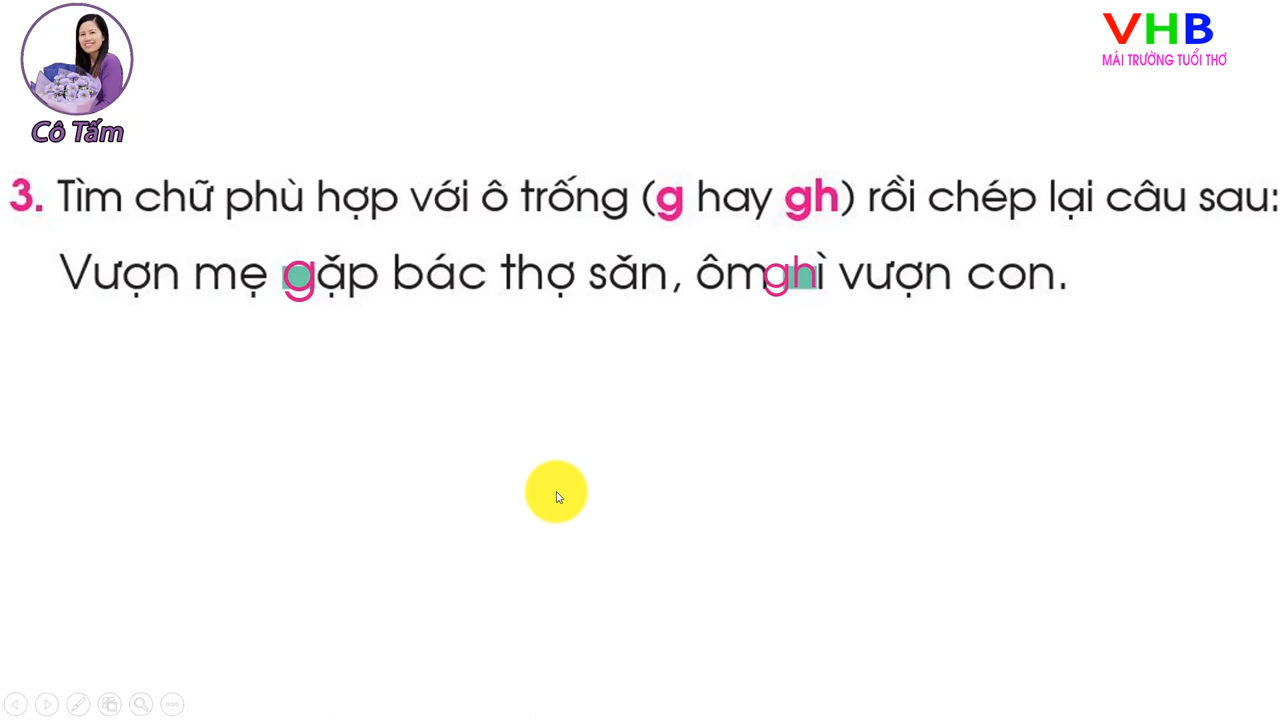 VHB
MÁI TRƯỜNG TUỔI THƠ
Cô Tấm
3. Tìm chữ phù hợp với ô trống (g hay gh) rồi chép lại câu sau:
Vượn mẹ gặp bác thợ săn, ôm ghì vượn con.